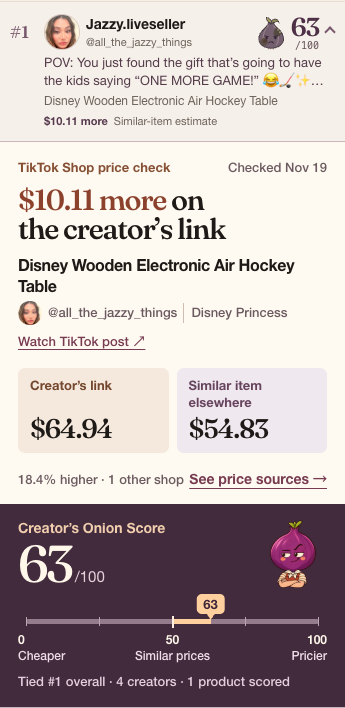 #1
Jazzy.liveseller
@all_the_jazzy_things
63
/100
POV: You just found the gift that's going to have
the kids saying “ONE MORE GAME!” 😂🏒✨…
Disney Wooden Electronic Air Hockey Table
$10.11 more Similar-item estimate
TikTok Shop price check
Checked Nov 19
$10.11 more on
the creator's link
Disney Wooden Electronic Air Hockey
Table
@all_the_jazzy_things | Disney Princess
Watch TikTok post ↗
Creator's link
$64.94
Similar item
elsewhere
$54.83
18.4% higher · 1 other shop
See price sources →
Creator's Onion Score
63/100
63
0
50
100
Cheaper
Similar prices
Pricier
Tied #1 overall · 4 creators · 1 product scored